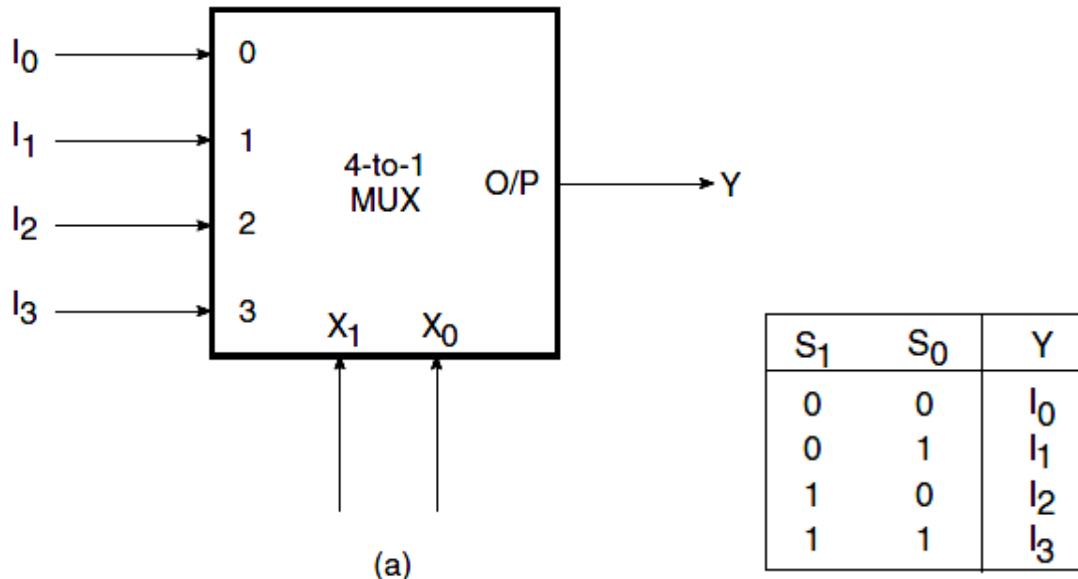 I0 0
I1 1
4-to-1
MUX
O/P Y
I2 2
I3 3
X1 X0
(a)
S1 S0 Y
0 0 I0
0 1 I1
1 0 I2
1 1 I3